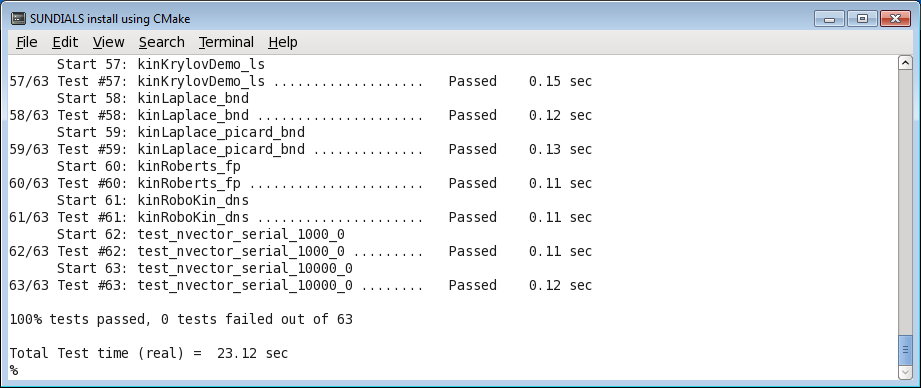 SUNDIALS install using CMake
File Edit View Search Terminal Help
      Start 57: kinKrylovDemo_ls
57/63 Test #57: kinKrylovDemo_ls ...................   Passed    0.15 sec
      Start 58: kinLaplace_bnd
58/63 Test #58: kinLaplace_bnd .....................   Passed    0.12 sec
      Start 59: kinLaplace_picard_bnd
59/63 Test #59: kinLaplace_picard_bnd ..............   Passed    0.13 sec
      Start 60: kinRoberts_fp
60/63 Test #60: kinRoberts_fp ......................   Passed    0.11 sec
      Start 61: kinRoboKin_dns
61/63 Test #61: kinRoboKin_dns .....................   Passed    0.11 sec
      Start 62: test_nvector_serial_1000_0
62/63 Test #62: test_nvector_serial_1000_0 .........   Passed    0.11 sec
      Start 63: test_nvector_serial_10000_0
63/63 Test #63: test_nvector_serial_10000_0 ........   Passed    0.12 sec

100% tests passed, 0 tests failed out of 63

Total Test time (real) =  23.12 sec
%